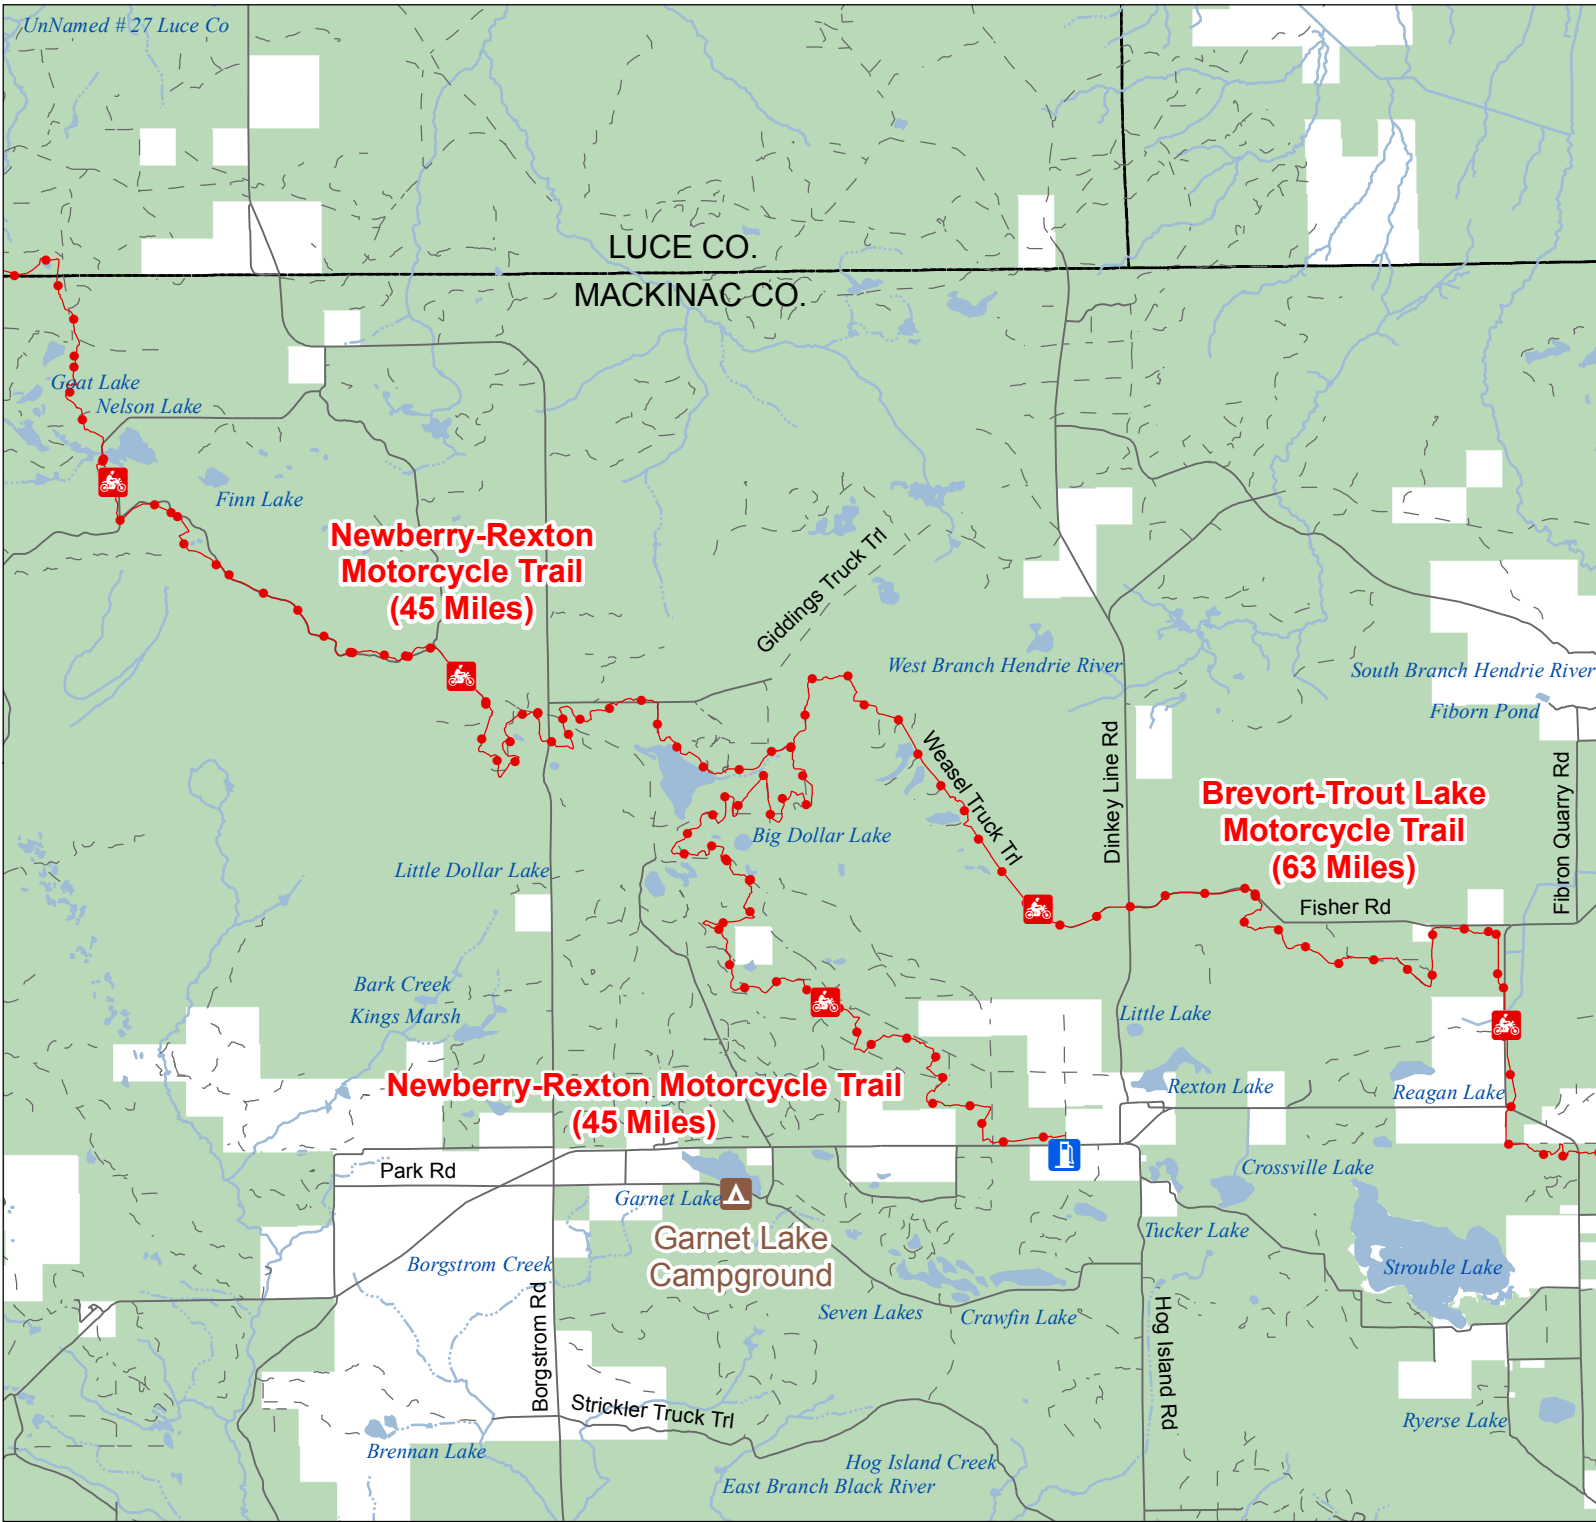 UnNamed # 27 Luce Co
LUCE CO.
MACKINAC CO.
Goat Lake
Nelson Lake
Finn Lake
Newberry-Rexton
Motorcycle Trail
(45 Miles)
Giddings Truck Trl
West Branch Hendrie River
South Branch Hendrie River
Fiborn Pond
Weasel Truck Trl
Dinkey Line Rd
Fibron Quarry Rd
Brevort-Trout Lake
Motorcycle Trail
(63 Miles)
Big Dollar Lake
Little Dollar Lake
Fisher Rd
Bark Creek
Kings Marsh
Little Lake
Newberry-Rexton Motorcycle Trail
(45 Miles)
Rexton Lake
Reagan Lake
Park Rd
Garnet Lake
Crossville Lake
Garnet Lake
Campground
Tucker Lake
Borgstrom Creek
Strouble Lake
Borgstrom Rd
Seven Lakes
Crawfin Lake
Hog Island Rd
Strickler Truck Trl
Ryerse Lake
Brennan Lake
Hog Island Creek
East Branch Black River